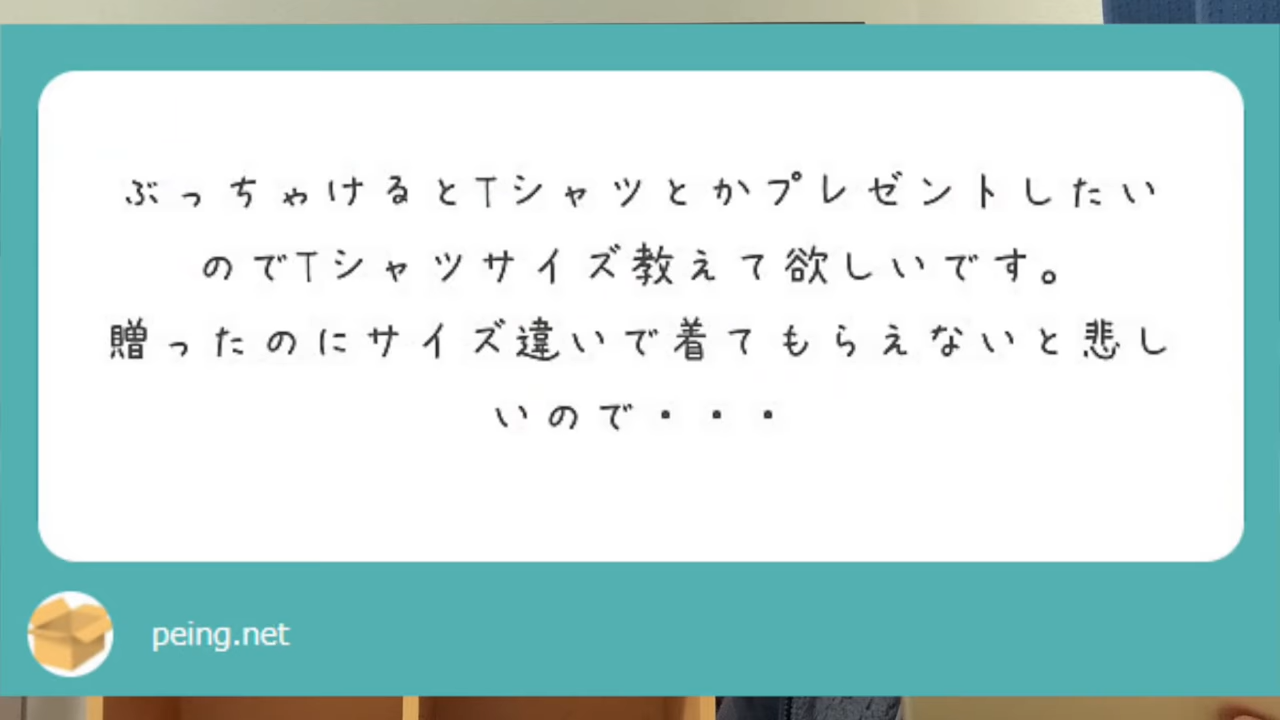 ぶっちゃけるとTシャツとかプレゼントしたい
のでTシャツサイズ教えて欲しいです。
贈ったのにサイズ違いで着てもらえないと悲し
いので・・・
peing.net